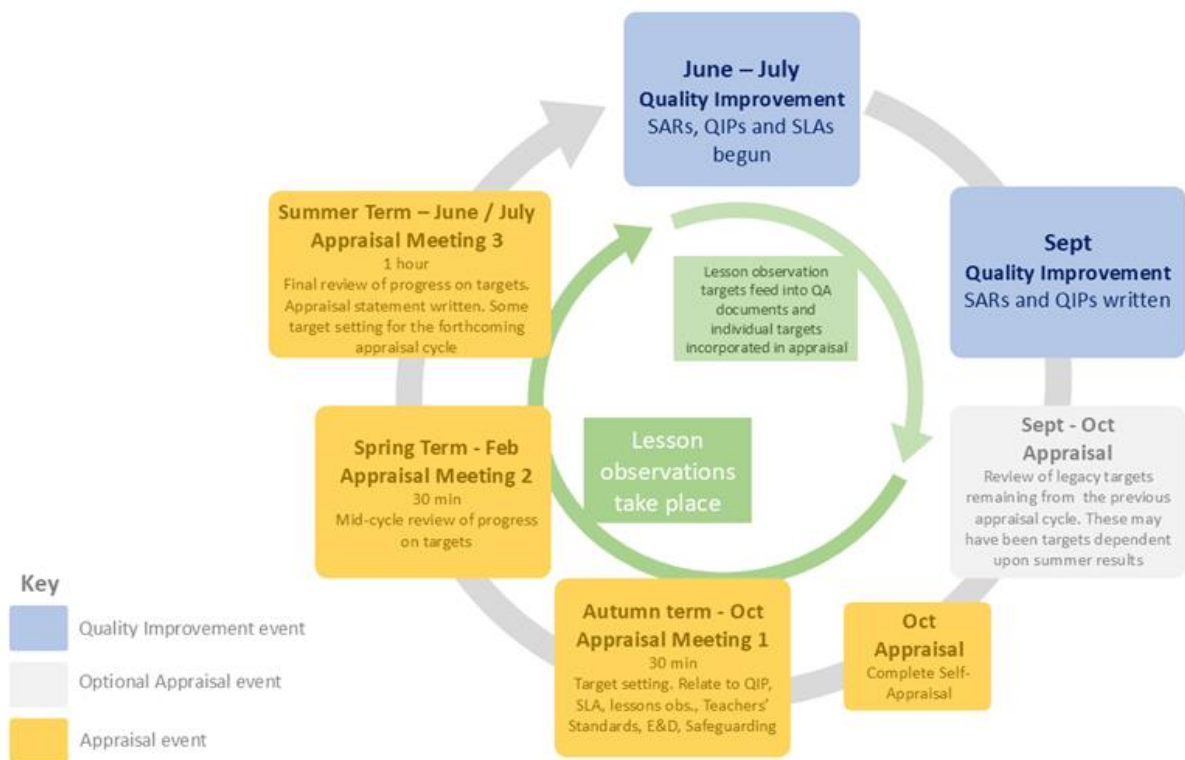 June – July
Quality Improvement
SARs, QIPs and SLAs
begun
Sept
Quality Improvement
SARs and QIPs written
Sept - Oct
Appraisal
Review of legacy targets
remaining from the previous
appraisal cycle. These may
have been targets dependent
upon summer results
Oct
Appraisal
Complete Self-
Appraisal
Autumn term - Oct
Appraisal Meeting 1
30 min
Target setting. Relate to QIP,
SLA, lessons obs., Teachers’
Standards, E&D, Safeguarding
Spring Term - Feb
Appraisal Meeting 2
30 min
Mid-cycle review of progress
on targets
Summer Term – June / July
Appraisal Meeting 3
1 hour
Final review of progress on targets.
Appraisal statement written. Some
target setting for the forthcoming
appraisal cycle
Lesson observation
targets feed into QA
documents and
individual targets
incorporated in appraisal
Lesson
observations
take place
Key
Quality Improvement event
Optional Appraisal event
Appraisal event